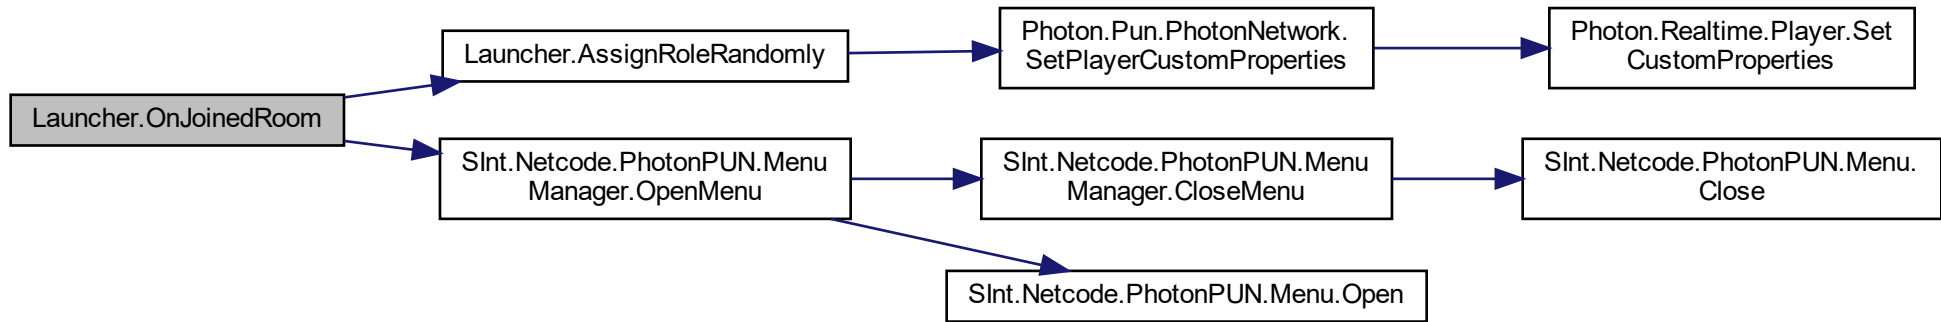 Launcher.OnJoinedRoom
Launcher.AssignRoleRandomly
Photon.Pun.PhotonNetwork.
SetPlayerCustomProperties
Photon.Realtime.Player.Set
CustomProperties
SInt.Netcode.PhotonPUN.Menu
Manager.OpenMenu
SInt.Netcode.PhotonPUN.Menu
Manager.CloseMenu
SInt.Netcode.PhotonPUN.Menu.
Close
SInt.Netcode.PhotonPUN.Menu.Open